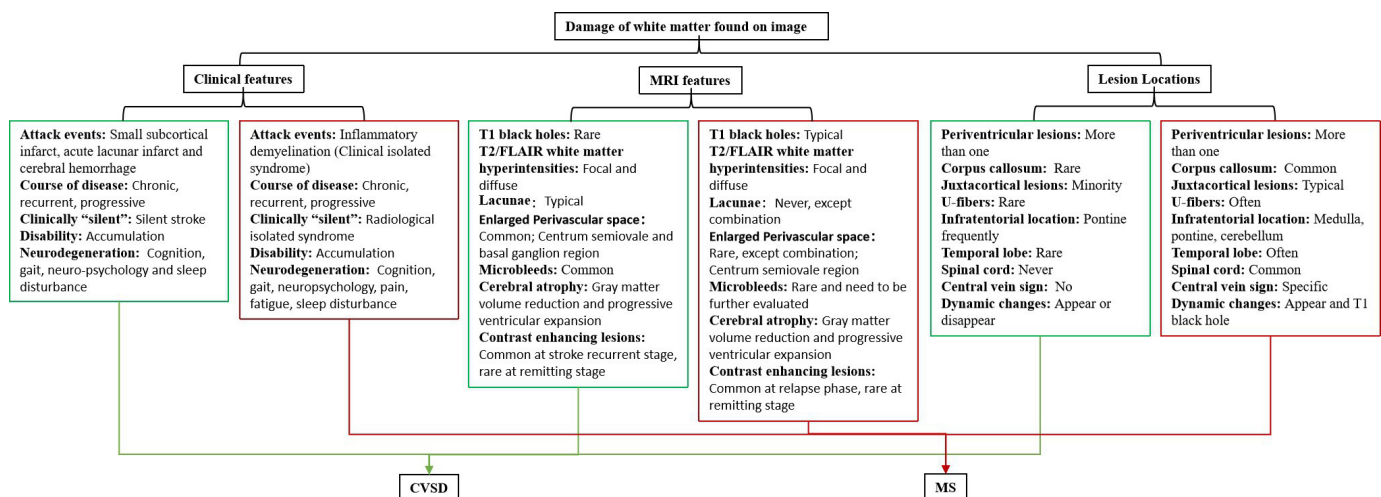 Damage of white matter found on image
Clinical features
MRI features
Lesion Locations
Attack events: Small subcortical
infarct, acute lacunar infarct and
cerebral hemorrhage
Course of disease: Chronic,
recurrent, progressive
Clinically “silent”: Silent stroke
Disability: Accumulation
Neurodegeneration: Cognition,
gait, neuro-psychology and sleep
disturbance
Attack events: Inflammatory
demyelination (Clinical isolated
syndrome)
Course of disease: Chronic,
recurrent, progressive
Clinically “silent”: Radiological
isolated syndrome
Disability: Accumulation
Neurodegeneration: Cognition,
gait, neuropsychology, pain,
fatigue, sleep disturbance
T1 black holes: Rare
T2/FLAIR white matter
hyperintensities: Focal and
diffuse
Lacunae: Typical
Enlarged Perivascular space:
Common; Centrum semiovale and
basal ganglion region
Microbleeds: Common
Cerebral atrophy: Gray matter
volume reduction and progressive
ventricular expansion
Contrast enhancing lesions:
Common at stroke recurrent stage,
rare at remitting stage
T1 black holes: Typical
T2/FLAIR white matter
hyperintensities: Focal and
diffuse
Lacunae: Never, except
combination
Enlarged Perivascular space:
Rare, except combination;
Centrum semiovale region
Microbleeds: Rare and need to be
further evaluated
Cerebral atrophy: Gray matter
volume reduction and progressive
ventricular expansion
Contrast enhancing lesions:
Common at relapse phase, rare at
remitting stage
Periventricular lesions: More
than one
Corpus callosum: Rare
Juxtacortical lesions: Minority
U-fibers: Rare
Infratentorial location: Pontine
frequently
Temporal lobe: Rare
Spinal cord: Never
Central vein sign: No
Dynamic changes: Appear or
disappear
Periventricular lesions: More
than one
Corpus callosum: Common
Juxtacortical lesions: Typical
U-fibers: Often
Infratentorial location: Medulla,
pontine, cerebellum
Temporal lobe: Often
Spinal cord: Common
Central vein sign: Specific
Dynamic changes: Appear and T1
black hole
CVSD
MS